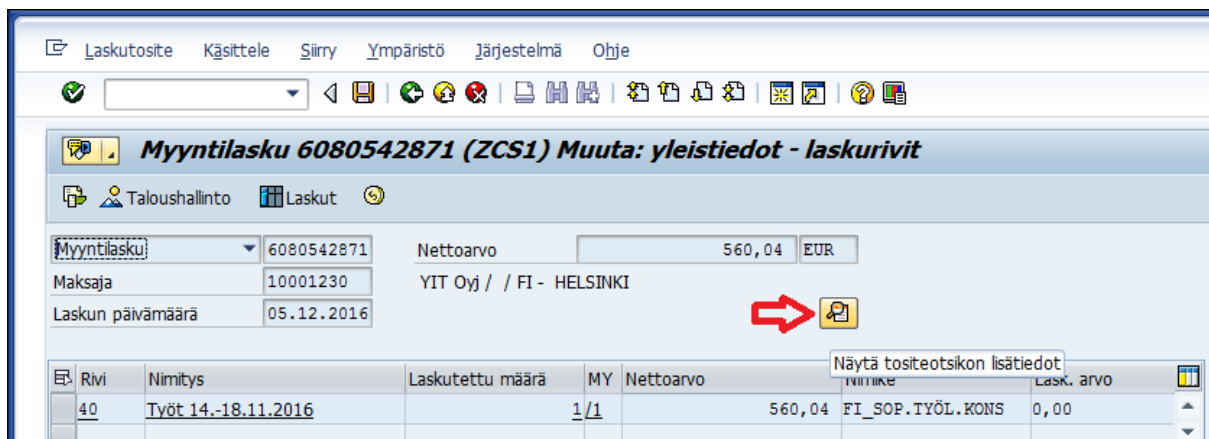 Laskutosite Käsittele Siirry Ympäristö Järjestelmä Ohje
Myyntilasku 6080542871 (ZCS1) Muuta: yleistiedot - laskurivit
Taloushallinto Laskut
Myyntilasku 6080542871 Nettoarvo 560,04 EUR
Maksaja 10001230 YIT Oyj / / FI - HELSINKI
Laskun päivämäärä 05.12.2016
Näytä tositeotsikon lisätiedot
Rivi Nimitys Laskutettu määrä MY Nettoarvo Nimike Lask. arvo
40 Työt 14.-18.11.2016 1 /1 560,04 FI_SOP.TYÖL.KONS 0,00